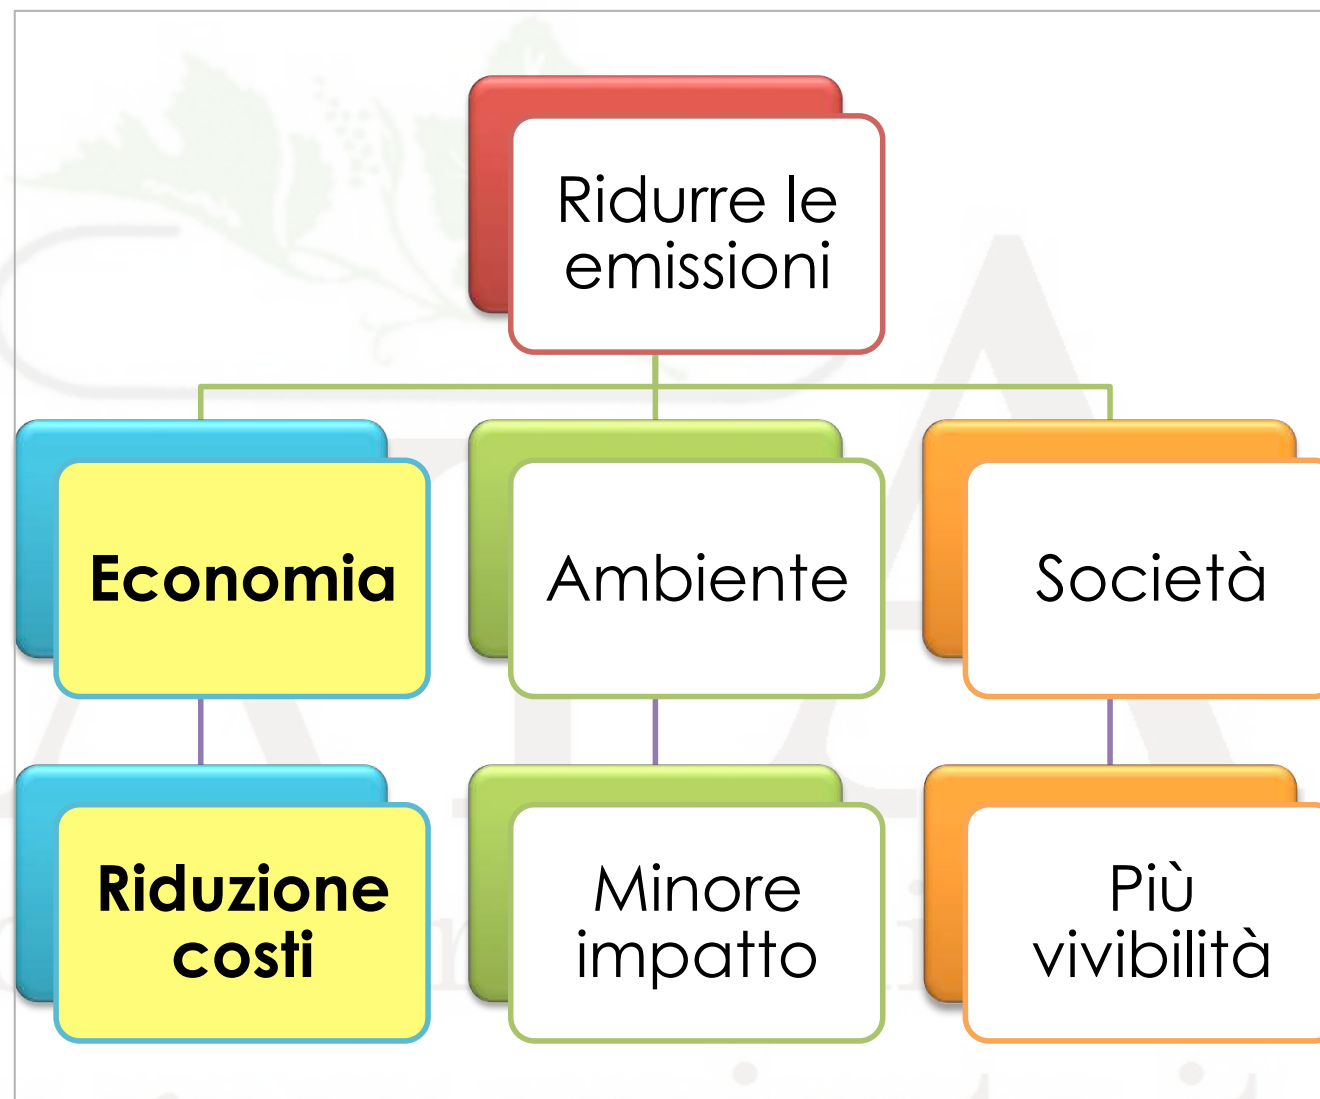 Ridurre le
emissioni
Economia
Ambiente
Società
Riduzione
costi
Minore
impatto
Più
vivibilità